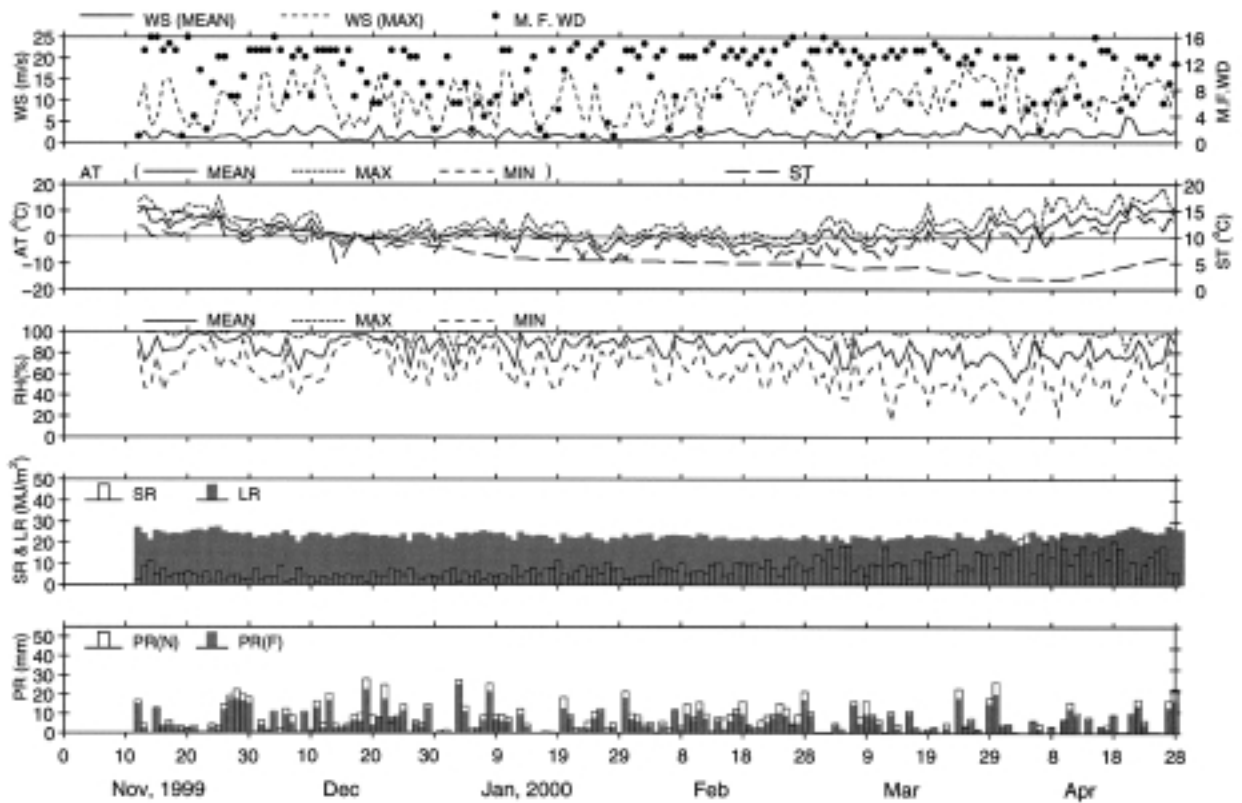 WS (MEAN) WS (MAX) M. F. WD
25 20 15 10 5 0
WS (m/s)
16 12 8 4 2 0
M.F.WD
AT ( MEAN MAX MIN ) ST
20 10 0 −10 −20
AT (°C)
20 15 10 5 0
ST (°C)
MEAN MAX MIN
100 80 60 40 20 0
RH(%)
SR LR
50 40 30 20 10 0
SR & LR (MJ/m²)
PR(N) PR(F)
50 40 30 20 10 0
PR (mm)
0 10 20 30 10 20 30 9 19 29 8 18 28 9 19 29 8 18 28
Nov, 1999 Dec Jan, 2000 Feb Mar Apr